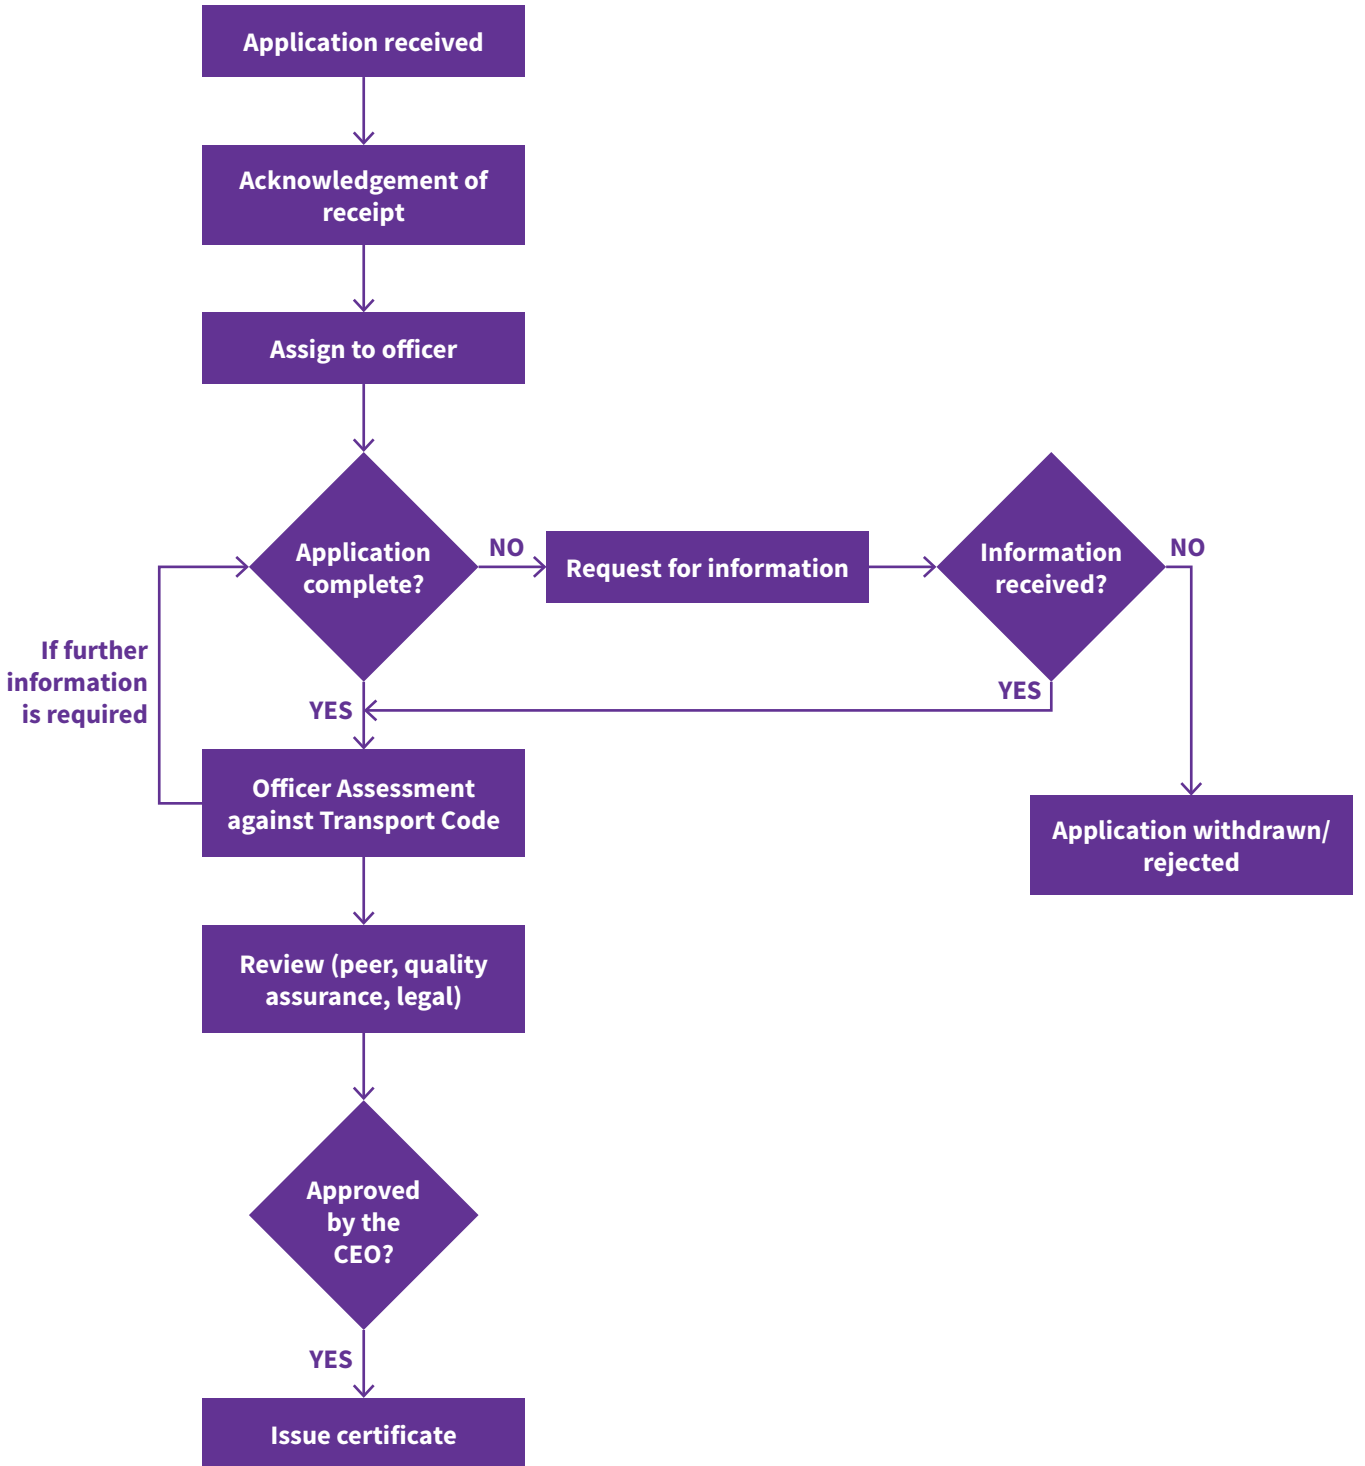 Application received
Acknowledgement of
receipt
Assign to officer
Application
complete?
NO
Request for information
Information
received?
NO
If further
information
is required
YES
YES
Officer Assessment
against Transport Code
Application withdrawn/
rejected
Review (peer, quality
assurance, legal)
Approved
by the
CEO?
YES
Issue certificate